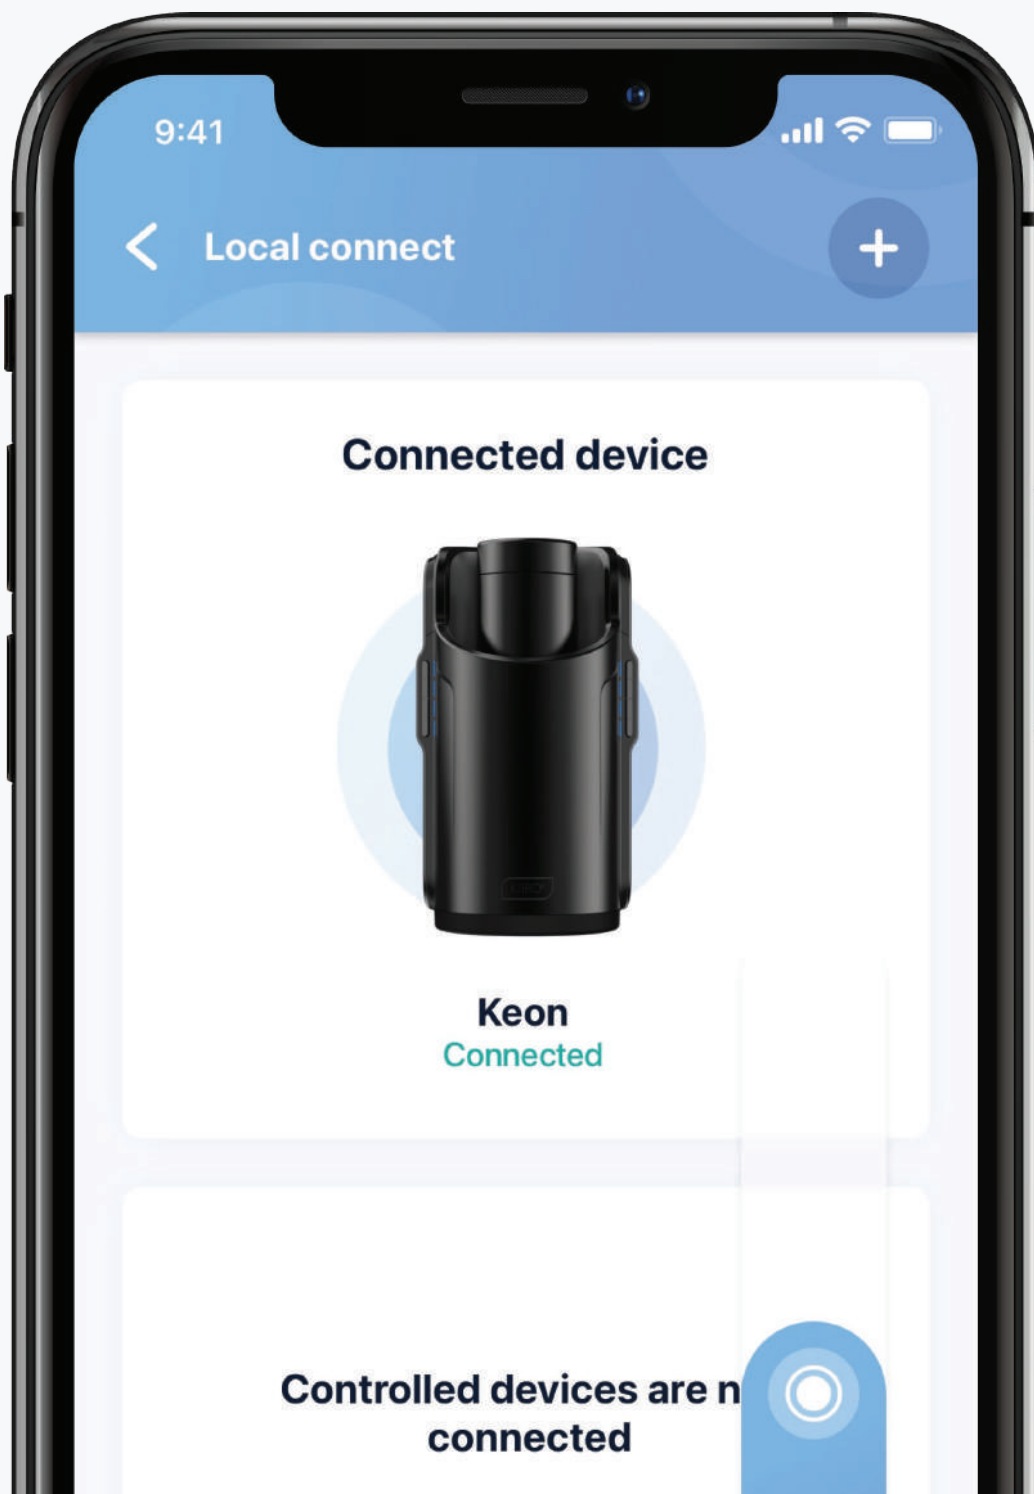 9:41
Local connect
Connected device
Keon
Connected
Controlled devices are n
connected